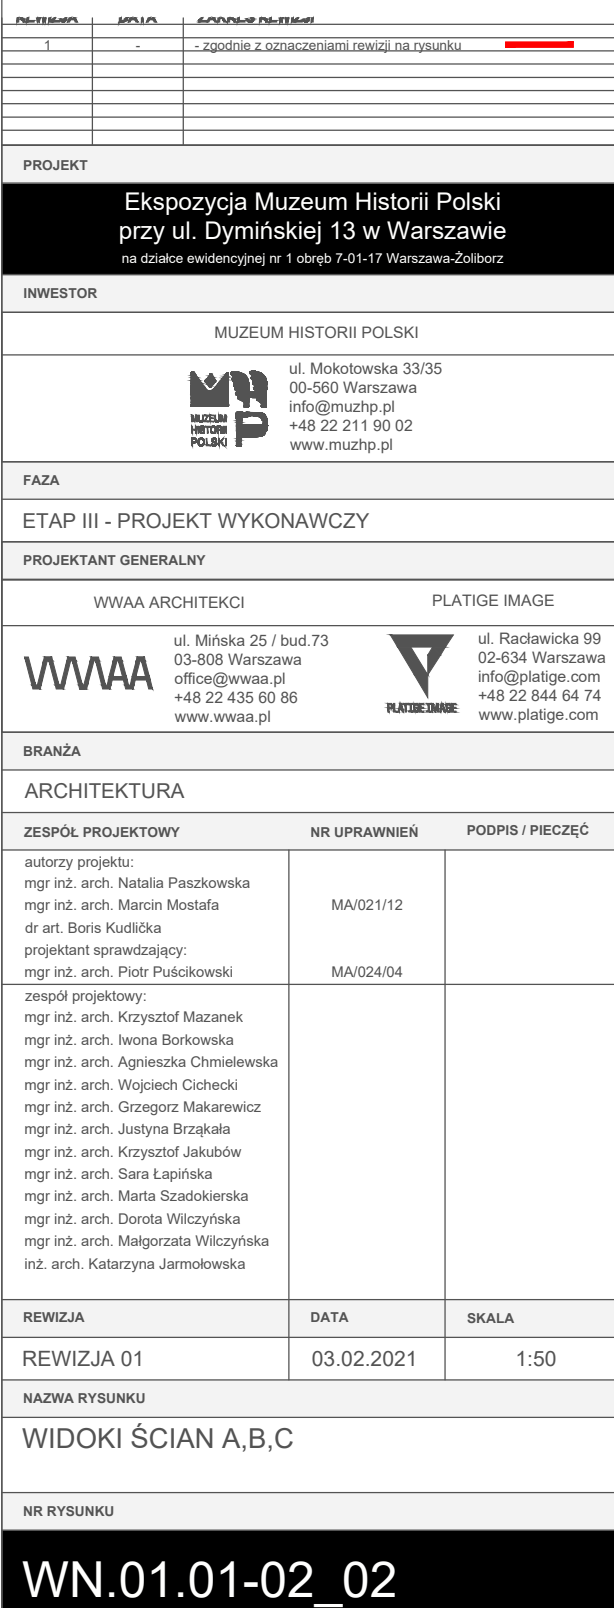 REWIZJA DATA ZAKRES REWIZJI
1 - - zgodnie z oznaczeniami rewizji na rysunku
PROJEKT
Ekspozycja Muzeum Historii Polski
przy ul. Dymińskiej 13 w Warszawie
na działce ewidencyjnej nr 1 obręb 7-01-17 Warszawa-Żoliborz
INWESTOR
MUZEUM HISTORII POLSKI
MUZEUM
HISTORII
POLSKI
MHP
ul. Mokotowska 33/35
00-560 Warszawa
info@muzhp.pl
+48 22 211 90 02
www.muzhp.pl
FAZA
ETAP III - PROJEKT WYKONAWCZY
PROJEKTANT GENERALNY
WWAA ARCHITEKCI
WWAA
ul. Mińska 25 / bud.73
03-808 Warszawa
office@wwaa.pl
+48 22 435 60 86
www.wwaa.pl
PLATIGE IMAGE
PLATIGE IMAGE
ul. Racławicka 99
02-634 Warszawa
info@platige.com
+48 22 844 64 74
www.platige.com
BRANŻA
ARCHITEKTURA
ZESPÓŁ PROJEKTOWY NR UPRAWNIEŃ PODPIS / PIECZĘĆ
autorzy projektu:
mgr inż. arch. Natalia Paszkowska
mgr inż. arch. Marcin Mostafa MA/021/12
dr art. Boris Kudlička
projektant sprawdzający:
mgr inż. arch. Piotr Puścikowski MA/024/04
zespół projektowy:
mgr inż. arch. Krzysztof Mazanek
mgr inż. arch. Iwona Borkowska
mgr inż. arch. Agnieszka Chmielewska
mgr inż. arch. Wojciech Cichecki
mgr inż. arch. Grzegorz Makarewicz
mgr inż. arch. Justyna Brząkała
mgr inż. arch. Krzysztof Jakubów
mgr inż. arch. Sara Łapińska
mgr inż. arch. Marta Szadokierska
mgr inż. arch. Dorota Wilczyńska
mgr inż. arch. Małgorzata Wilczyńska
inż. arch. Katarzyna Jarmołowska
REWIZJA DATA SKALA
REWIZJA 01 03.02.2021 1:50
NAZWA RYSUNKU
WIDOKI ŚCIAN A,B,C
NR RYSUNKU
WN.01.01-02_02